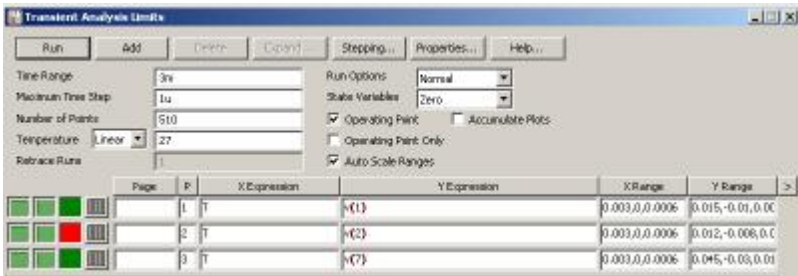 Transient Analysis Limits
Run Add Delete Expand... Stepping... Properties... Help...
Time Range 3m Run Options Normal
Maximum Time Step 1u State Variables Zero
Number of Points 510 Operating Point Accumulate Plots
Temperature Linear 27 Operating Point Only
Retrace Runs 1 Auto Scale Ranges
Page P X Expression Y Expression X Range Y Range >
1 T v(1) 0.003,0,0.0006 0.015,-0.01,0.00
2 T v(2) 0.003,0,0.0006 0.012,-0.008,0.0
3 T v(7) 0.003,0,0.0006 0.045,-0.03,0.01